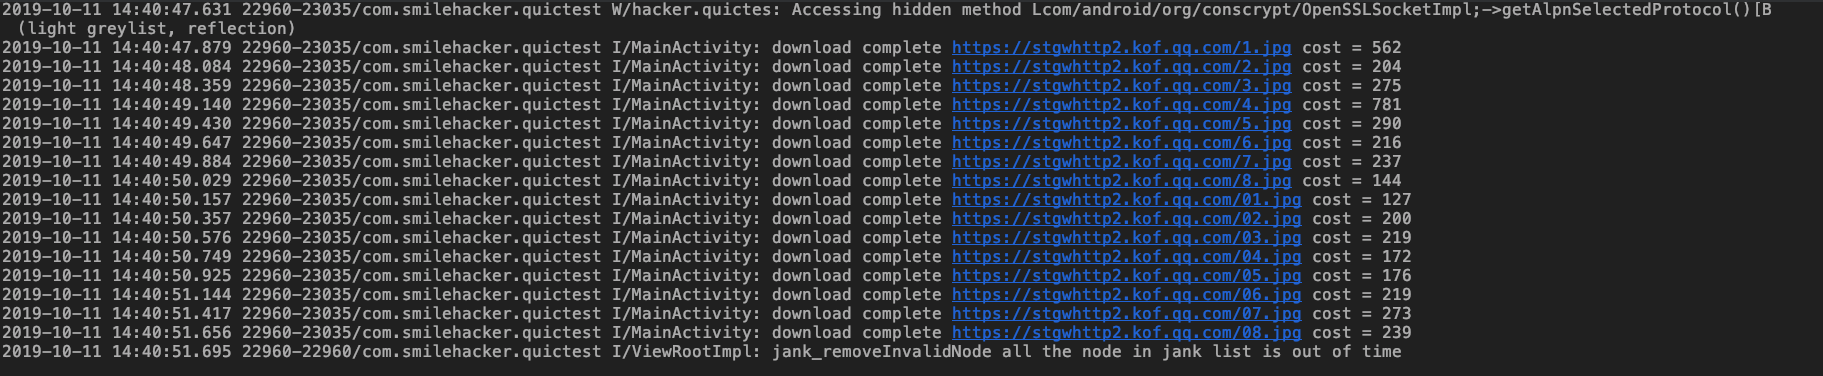 2019-10-11 14:40:47.631 22960-23035/com.smilehacker.quictest W/hacker.quictes: Accessing hidden method Lcom/android/org/conscrypt/OpenSSLSocketImpl;->getAlpnSelectedProtocol()[B
(light greylist, reflection)
2019-10-11 14:40:47.879 22960-23035/com.smilehacker.quictest I/MainActivity: download complete https://stgwhttp2.kof.qq.com/1.jpg cost = 562
2019-10-11 14:40:48.084 22960-23035/com.smilehacker.quictest I/MainActivity: download complete https://stgwhttp2.kof.qq.com/2.jpg cost = 204
2019-10-11 14:40:48.359 22960-23035/com.smilehacker.quictest I/MainActivity: download complete https://stgwhttp2.kof.qq.com/3.jpg cost = 275
2019-10-11 14:40:49.140 22960-23035/com.smilehacker.quictest I/MainActivity: download complete https://stgwhttp2.kof.qq.com/4.jpg cost = 781
2019-10-11 14:40:49.430 22960-23035/com.smilehacker.quictest I/MainActivity: download complete https://stgwhttp2.kof.qq.com/5.jpg cost = 290
2019-10-11 14:40:49.647 22960-23035/com.smilehacker.quictest I/MainActivity: download complete https://stgwhttp2.kof.qq.com/6.jpg cost = 216
2019-10-11 14:40:49.884 22960-23035/com.smilehacker.quictest I/MainActivity: download complete https://stgwhttp2.kof.qq.com/7.jpg cost = 237
2019-10-11 14:40:50.029 22960-23035/com.smilehacker.quictest I/MainActivity: download complete https://stgwhttp2.kof.qq.com/8.jpg cost = 144
2019-10-11 14:40:50.157 22960-23035/com.smilehacker.quictest I/MainActivity: download complete https://stgwhttp2.kof.qq.com/01.jpg cost = 127
2019-10-11 14:40:50.357 22960-23035/com.smilehacker.quictest I/MainActivity: download complete https://stgwhttp2.kof.qq.com/02.jpg cost = 200
2019-10-11 14:40:50.576 22960-23035/com.smilehacker.quictest I/MainActivity: download complete https://stgwhttp2.kof.qq.com/03.jpg cost = 219
2019-10-11 14:40:50.749 22960-23035/com.smilehacker.quictest I/MainActivity: download complete https://stgwhttp2.kof.qq.com/04.jpg cost = 172
2019-10-11 14:40:50.925 22960-23035/com.smilehacker.quictest I/MainActivity: download complete https://stgwhttp2.kof.qq.com/05.jpg cost = 176
2019-10-11 14:40:51.144 22960-23035/com.smilehacker.quictest I/MainActivity: download complete https://stgwhttp2.kof.qq.com/06.jpg cost = 219
2019-10-11 14:40:51.417 22960-23035/com.smilehacker.quictest I/MainActivity: download complete https://stgwhttp2.kof.qq.com/07.jpg cost = 273
2019-10-11 14:40:51.656 22960-23035/com.smilehacker.quictest I/MainActivity: download complete https://stgwhttp2.kof.qq.com/08.jpg cost = 239
2019-10-11 14:40:51.695 22960-22960/com.smilehacker.quictest I/ViewRootImpl: jank_removeInvalidNode all the node in jank list is out of time